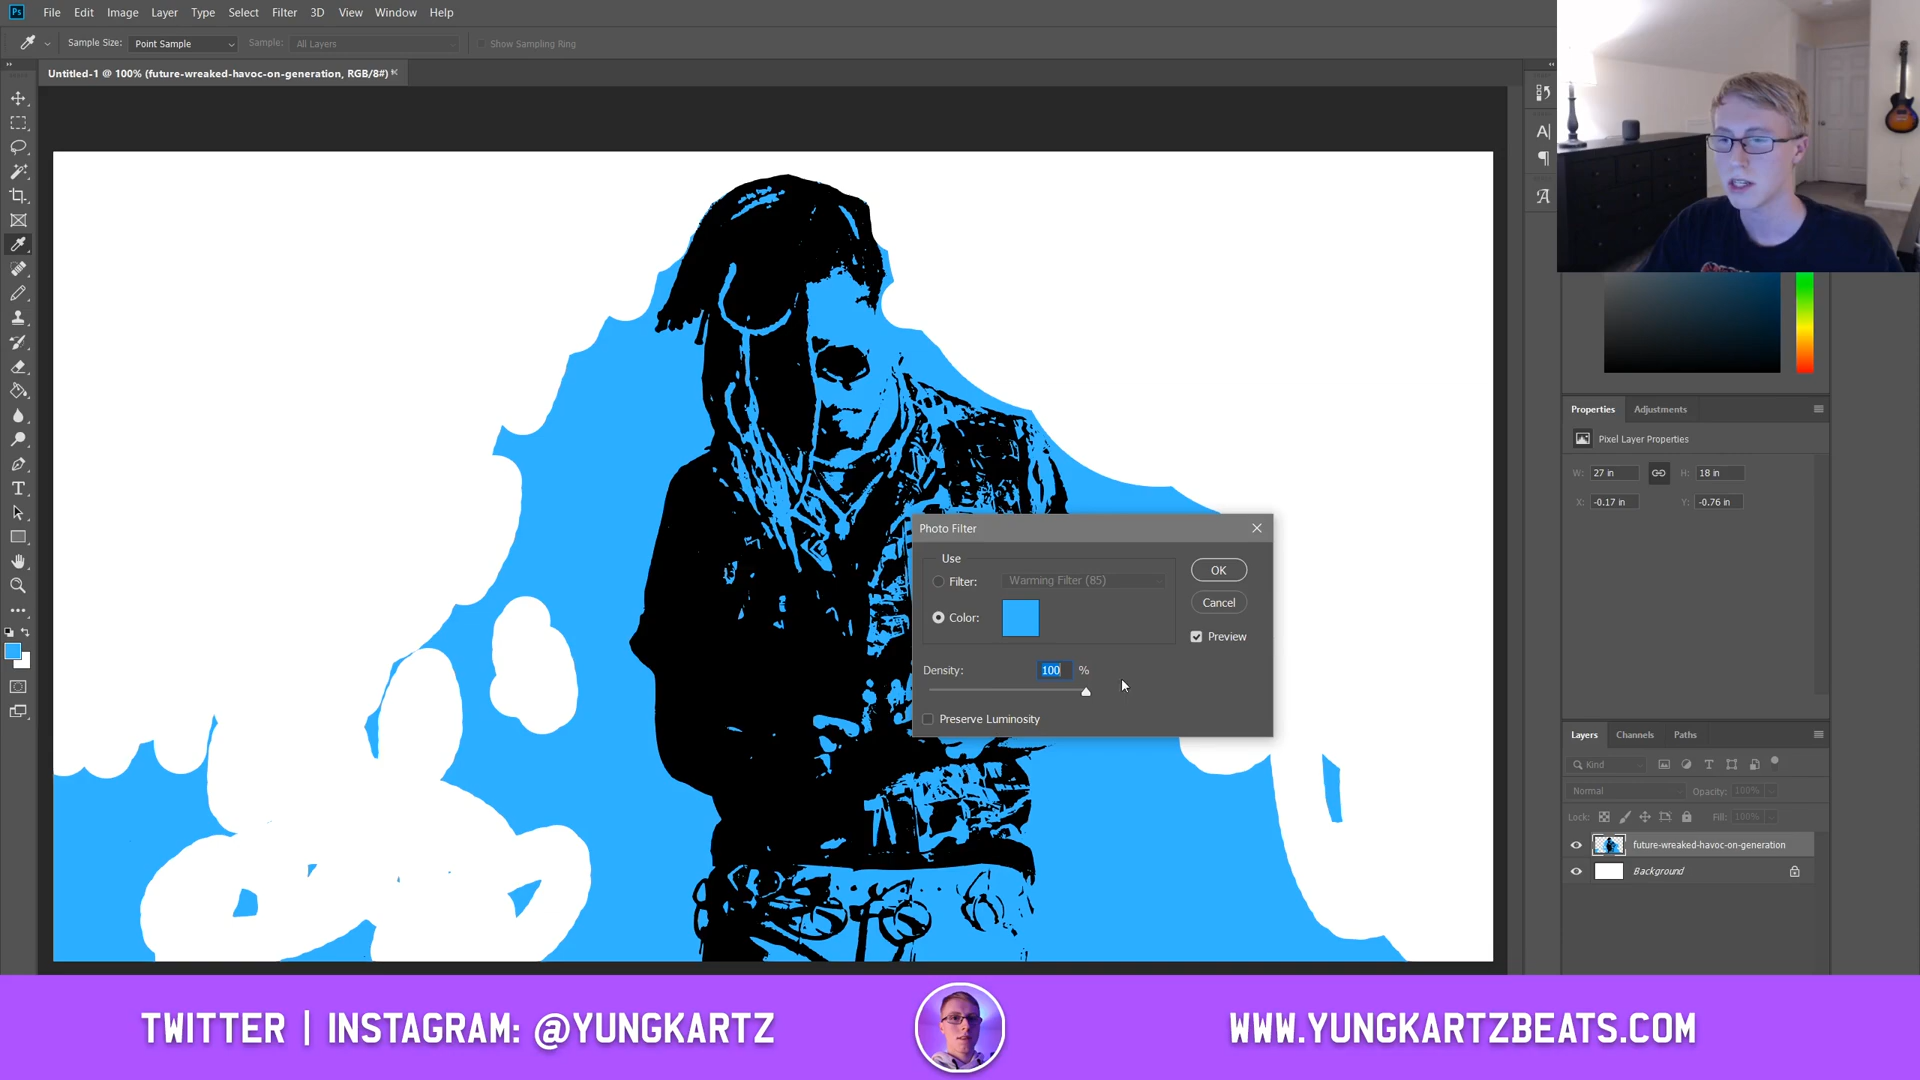 Ps File Edit Image Layer Type Select Filter 3D View Window Help
Sample Size: Point Sample Sample: All Layers Show Sampling Ring
Untitled-1 @ 100% (future-wreaked-havoc-on-generation, RGB/8#) *
Photo Filter
Use
Filter: Warming Filter (85)
Color:
OK
Cancel
Preview
Density: 100 %
Preserve Luminosity
Properties Adjustments
Pixel Layer Properties
W: 27 in H: 18 in
X: -0.17 in Y: -0.76 in
Layers Channels Paths
Kind
Normal Opacity: 100%
Lock: Fill: 100%
future-wreaked-havoc-on-generation
Background
TWITTER | INSTAGRAM: @YUNGKARTZ
WWW.YUNGKARTZBEATS.COM